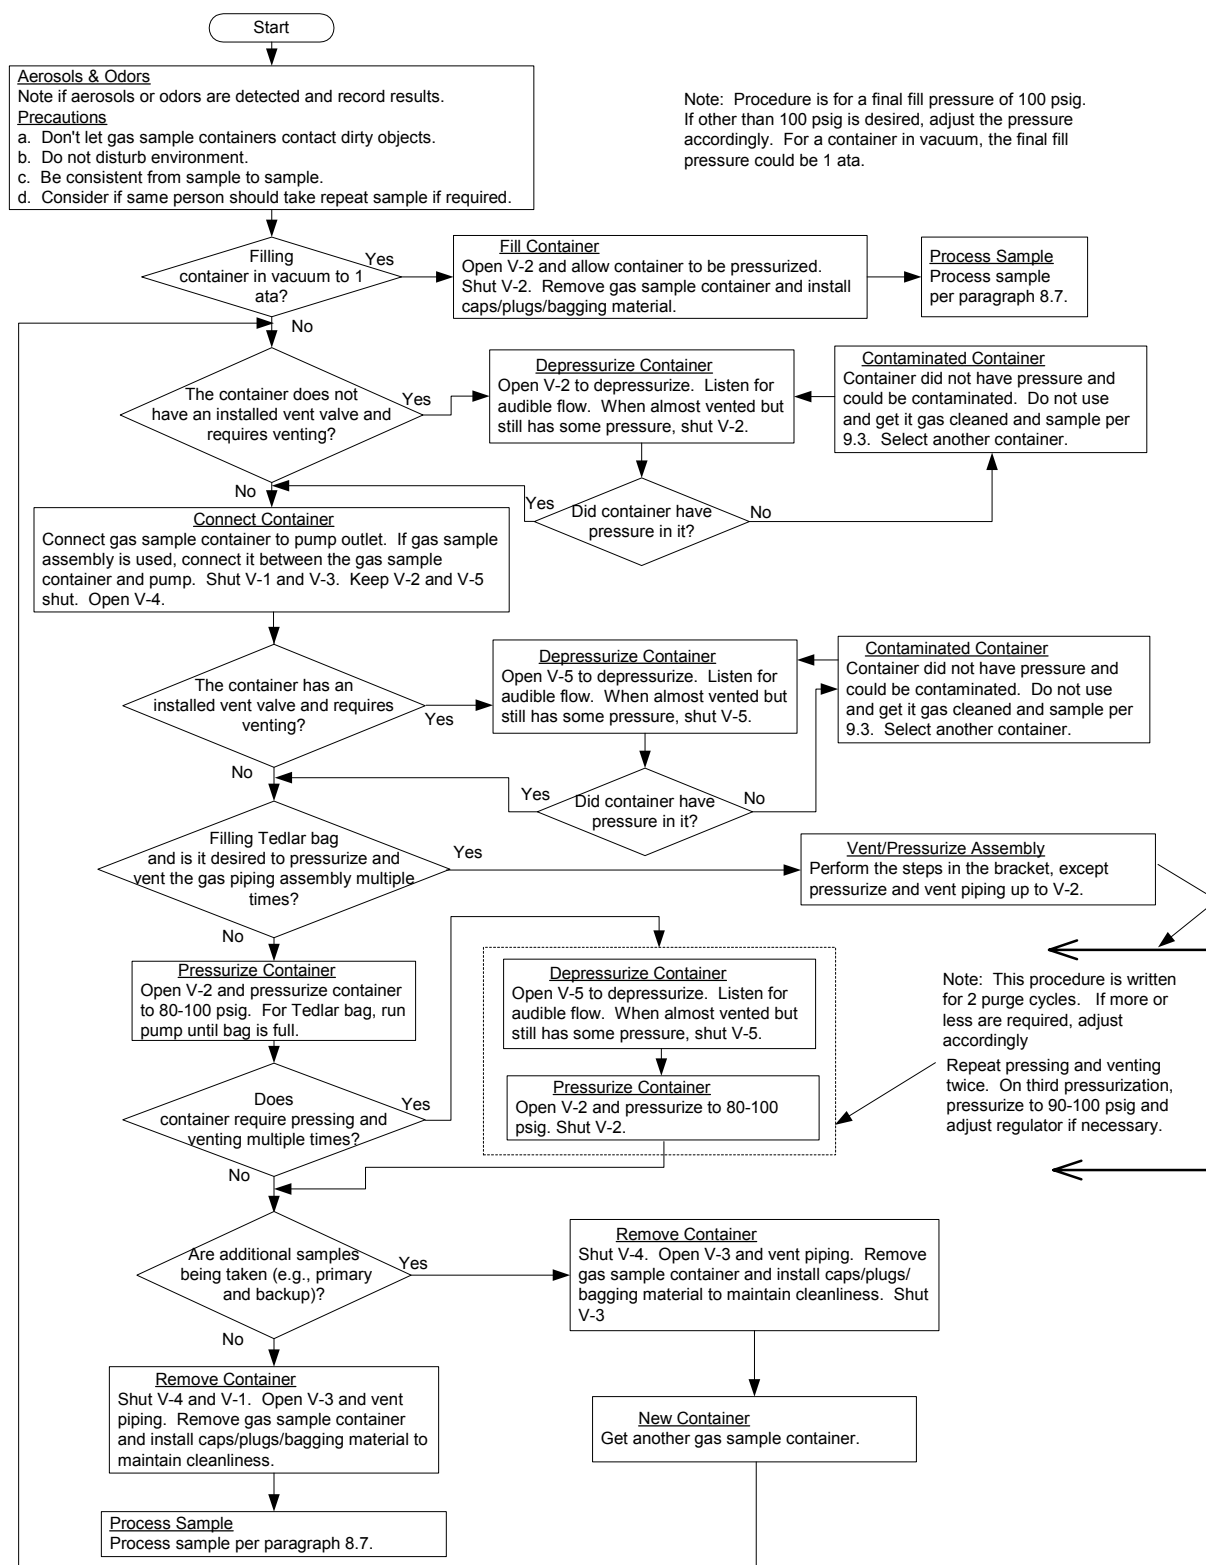 Start
Aerosols & Odors
Note if aerosols or odors are detected and record results.
Precautions
a. Don't let gas sample containers contact dirty objects.
b. Do not disturb environment.
c. Be consistent from sample to sample.
d. Consider if same person should take repeat sample if required.
Note: Procedure is for a final fill pressure of 100 psig.
If other than 100 psig is desired, adjust the pressure
accordingly. For a container in vacuum, the final fill
pressure could be 1 ata.
Filling
container in vacuum to 1
ata?
Yes
No
Fill Container
Open V-2 and allow container to be pressurized.
Shut V-2. Remove gas sample container and install
caps/plugs/bagging material.
Process Sample
Process sample
per paragraph 8.7.
The container does not
have an installed vent valve and
requires venting?
Yes
No
Depressurize Container
Open V-2 to depressurize. Listen for
audible flow. When almost vented but
still has some pressure, shut V-2.
Contaminated Container
Container did not have pressure and
could be contaminated. Do not use
and get it gas cleaned and sample per
9.3. Select another container.
Did container have
pressure in it?
Yes
No
Connect Container
Connect gas sample container to pump outlet. If gas sample
assembly is used, connect it between the gas sample
container and pump. Shut V-1 and V-3. Keep V-2 and V-5
shut. Open V-4.
The container has an
installed vent valve and requires
venting?
Yes
No
Depressurize Container
Open V-5 to depressurize. Listen for
audible flow. When almost vented but
still has some pressure, shut V-5.
Contaminated Container
Container did not have pressure and
could be contaminated. Do not use
and get it gas cleaned and sample per
9.3. Select another container.
Did container have
pressure in it?
Yes
No
Filling Tedlar bag
and is it desired to pressurize and
vent the gas piping assembly multiple
times?
Yes
No
Vent/Pressurize Assembly
Perform the steps in the bracket, except
pressurize and vent piping up to V-2.
Pressurize Container
Open V-2 and pressurize container
to 80-100 psig. For Tedlar bag, run
pump until bag is full.
Depressurize Container
Open V-5 to depressurize. Listen for
audible flow. When almost vented but
still has some pressure, shut V-5.
Note: This procedure is written
for 2 purge cycles. If more or
less are required, adjust
accordingly
Repeat pressing and venting
twice. On third pressurization,
pressurize to 90-100 psig and
adjust regulator if necessary.
Does
container require pressing and
venting multiple times?
Yes
No
Pressurize Container
Open V-2 and pressurize to 80-100
psig. Shut V-2.
Are additional samples
being taken (e.g., primary
and backup)?
Yes
No
Remove Container
Shut V-4. Open V-3 and vent piping. Remove
gas sample container and install caps/plugs/
bagging material to maintain cleanliness. Shut
V-3
Remove Container
Shut V-4 and V-1. Open V-3 and vent
piping. Remove gas sample container
and install caps/plugs/bagging material to
maintain cleanliness.
New Container
Get another gas sample container.
Process Sample
Process sample per paragraph 8.7.